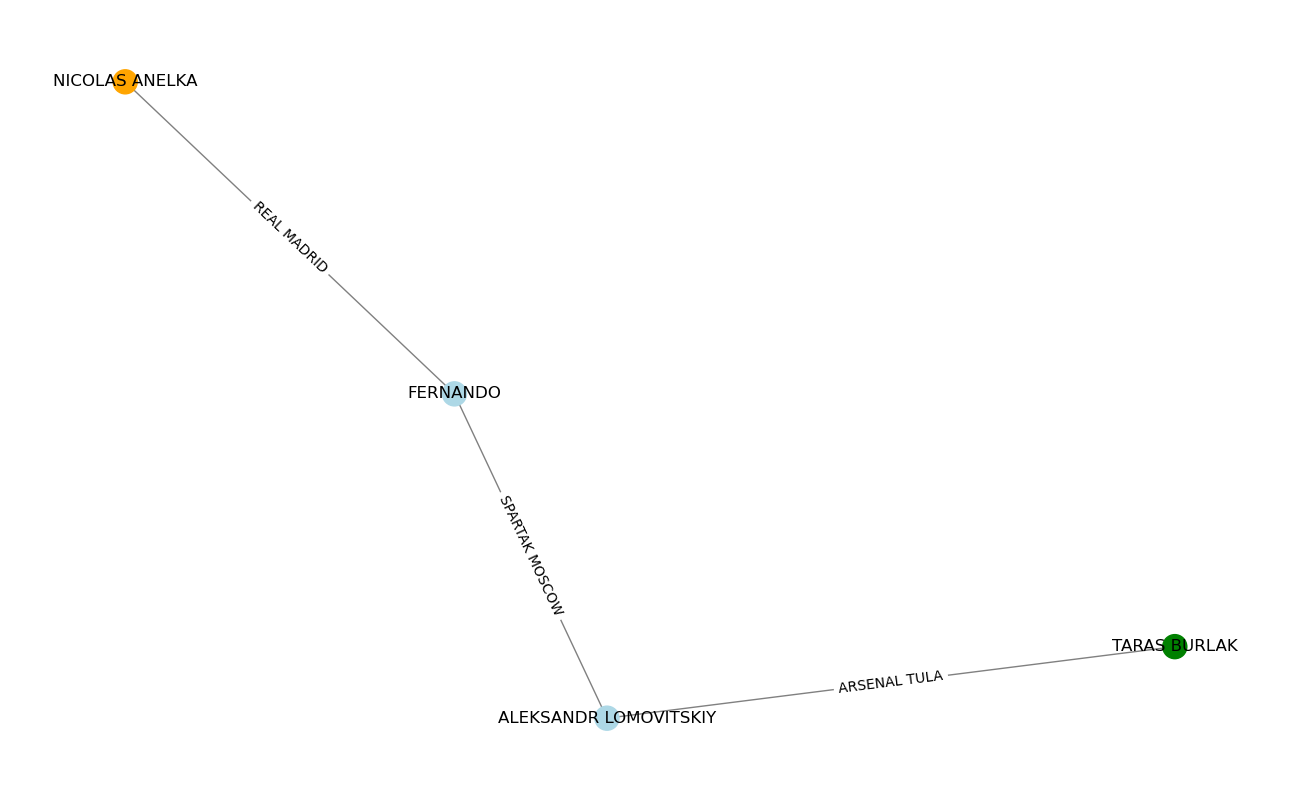 NICOLAS ANELKA
REAL MADRID
FERNANDO
SPARTAK MOSCOW
TARAS BURLAK
ARSENAL TULA
ALEKSANDR LOMOVITSKIY